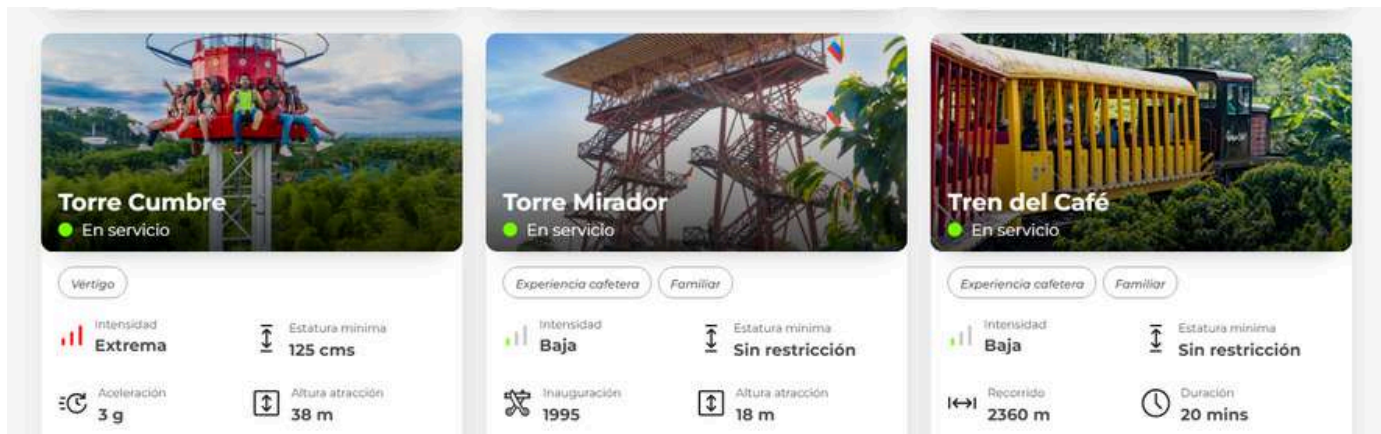 Torre Cumbre
En servicio
Vértigo
Intensidad
Extrema
Estatura mínima
125 cms
Aceleración
3 g
Altura atracción
38 m
Torre Mirador
En servicio
Experiencia cafetera
Familiar
Intensidad
Baja
Estatura mínima
Sin restricción
Inauguración
1995
Altura atracción
18 m
Tren del Café
En servicio
Experiencia cafetera
Familiar
Intensidad
Baja
Estatura mínima
Sin restricción
Recorrido
2360 m
Duración
20 mins